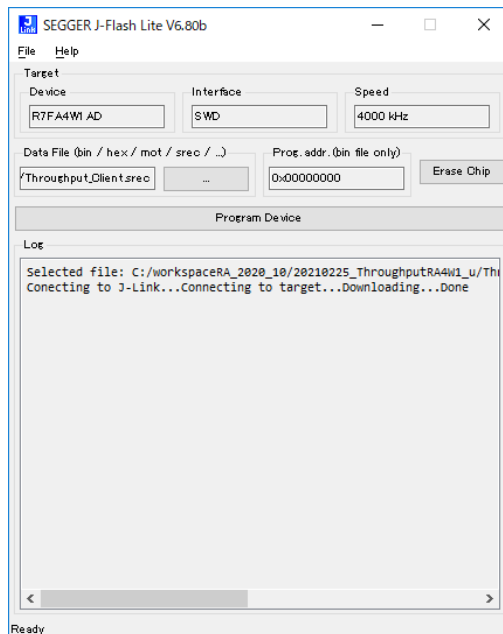 J LINK SEGGER J-Flash Lite V6.80b
File Help
Target
Device Interface Speed
R7FA4W1AD SWD 4000 kHz
Data File (bin / hex / mot / srec / ...) Prog. addr. (bin file only)
/Throughput_Client.srec ... 0x00000000 Erase Chip
Program Device
Log
Selected file: C:/workspaceRA_2020_10/20210225_ThroughputRA4W1_u/Thr
Conecting to J-Link...Connecting to target...Downloading...Done
Ready